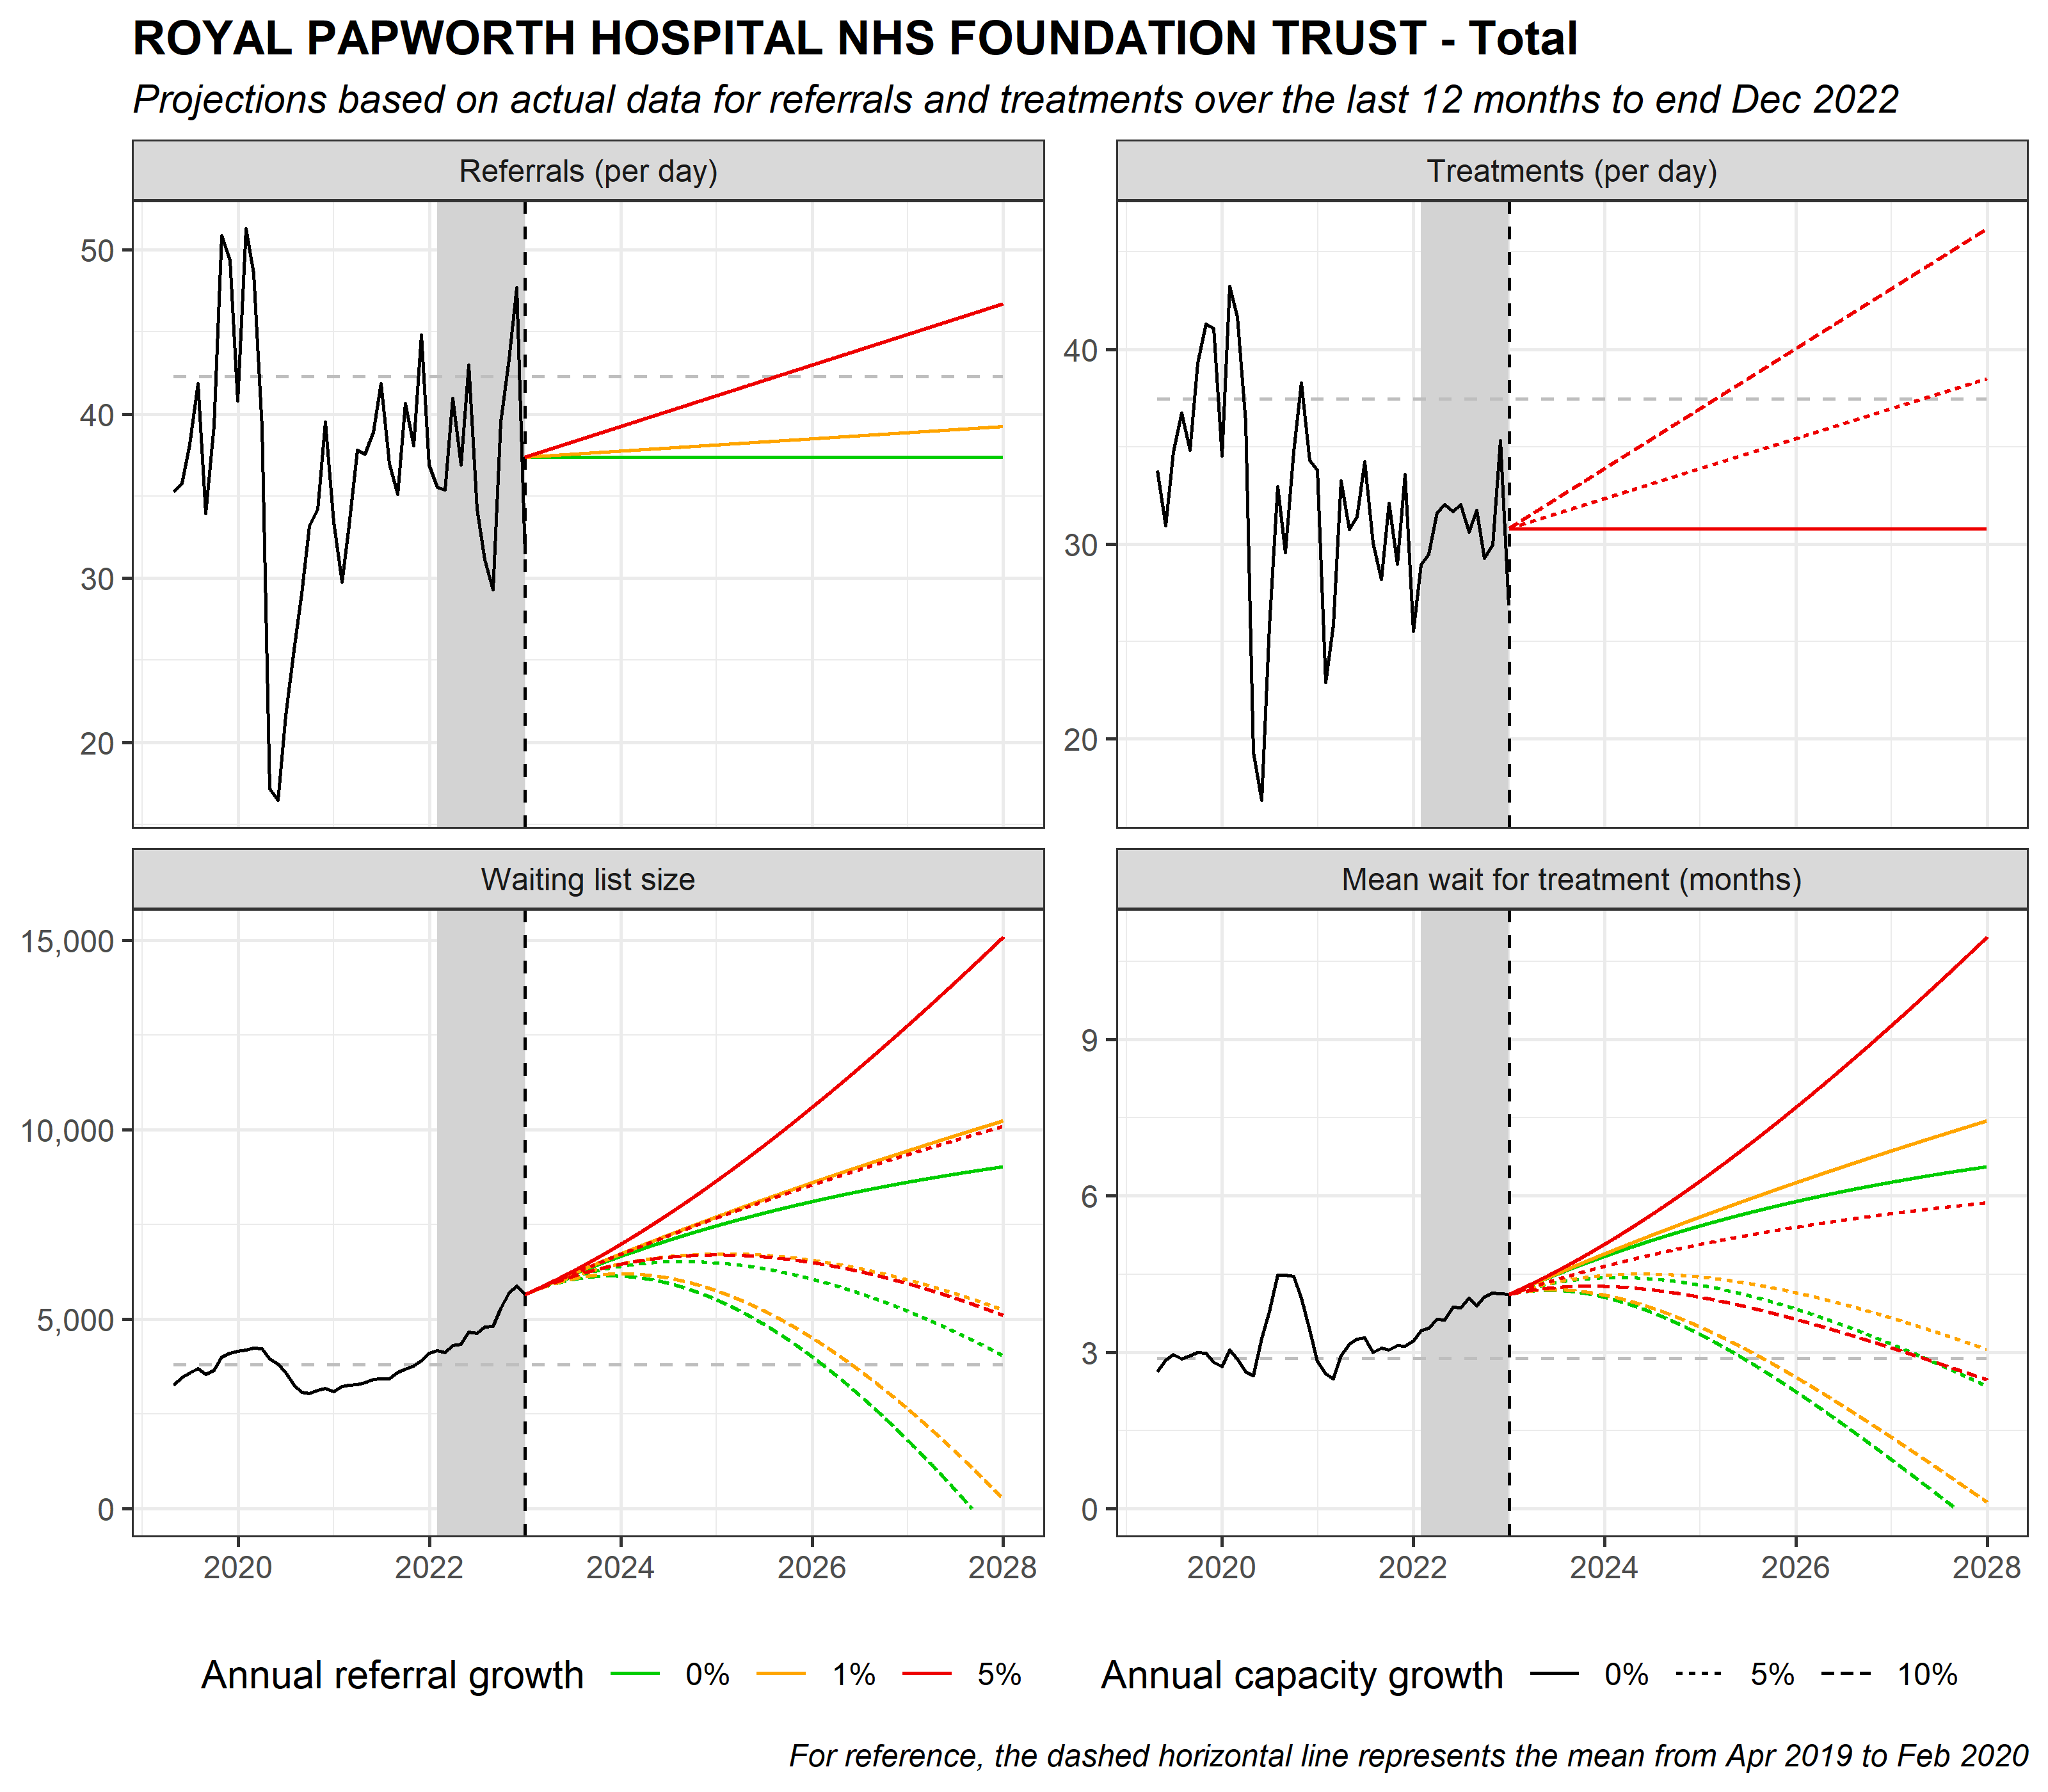 ROYAL PAPWORTH HOSPITAL NHS FOUNDATION TRUST - Total
Projections based on actual data for referrals and treatments over the last 12 months to end Dec 2022
Referrals (per day)
50
40
30
20
Treatments (per day)
40
30
20
Waiting list size
15,000
10,000
5,000
0
2020 2022 2024 2026 2028
Mean wait for treatment (months)
9
6
3
0
2020 2022 2024 2026 2028
Annual referral growth 0% 1% 5%
Annual capacity growth 0% 5% 10%
For reference, the dashed horizontal line represents the mean from Apr 2019 to Feb 2020